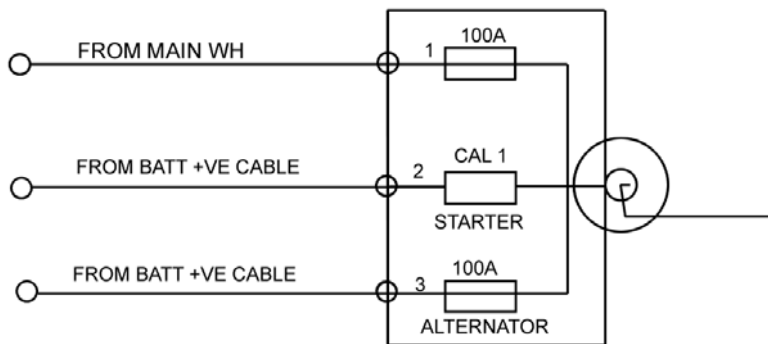 FROM MAIN WH
1
100A
FROM BATT +VE CABLE
2
CAL 1
STARTER
FROM BATT +VE CABLE
3
100A
ALTERNATOR